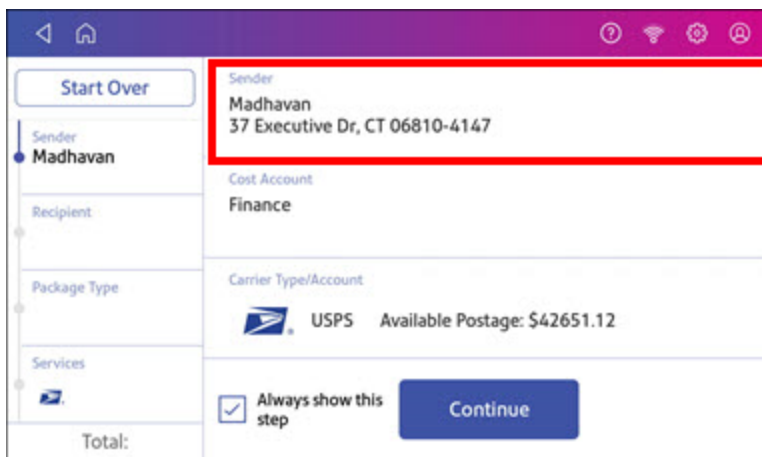 Start Over
Sender
Madhavan
Recipient
Package Type
Services
Total:
Sender
Madhavan
37 Executive Dr, CT 06810-4147
Cost Account
Finance
Carrier Type/Account
USPS Available Postage: $42651.12
Always show this
step
Continue